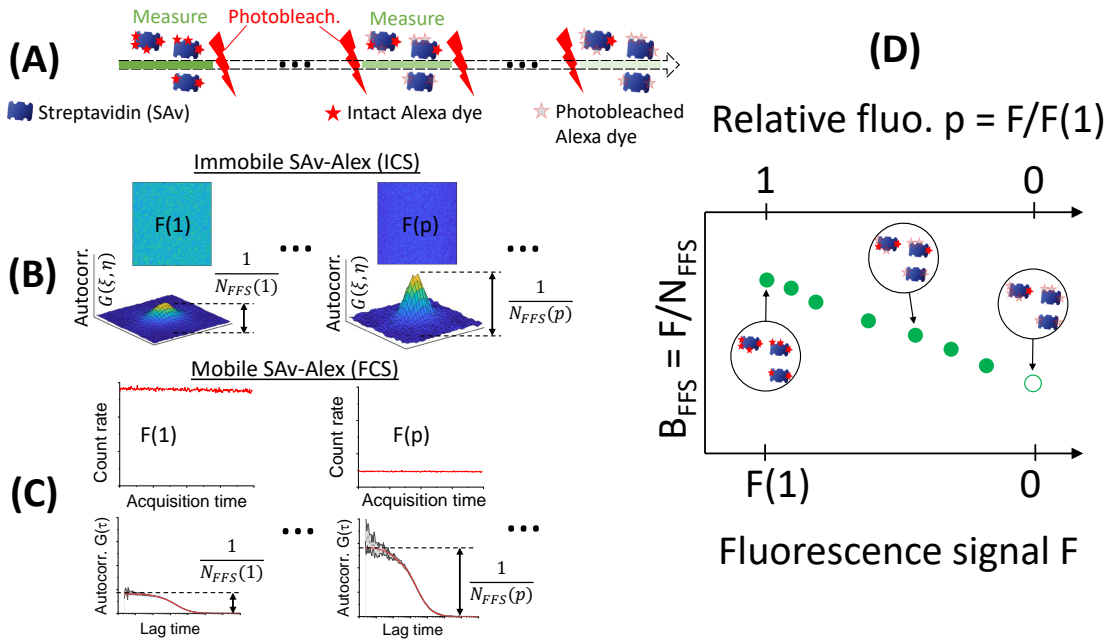 (A)
Measure
Photobleach.
Measure
Streptavidin (SAv)
Intact Alexa dye
Photobleached
Alexa dye
Immobile SAv-Alex (ICS)
(B)
F(1)
F(p)
Autocorr.
G(ξ, η)
1
N_FFS(1)
Autocorr.
G(ξ, η)
1
N_FFS(p)
Mobile SAv-Alex (FCS)
(C)
Count rate
F(1)
Acquisition time
Count rate
F(p)
Acquisition time
Autocorr. G(τ)
1
N_FFS(1)
Lag time
Autocorr. G(τ)
1
N_FFS(p)
Lag time
(D)
Relative fluo. p = F/F(1)
1 0
B_FFS = F/N_FFS
F(1) 0
Fluorescence signal F